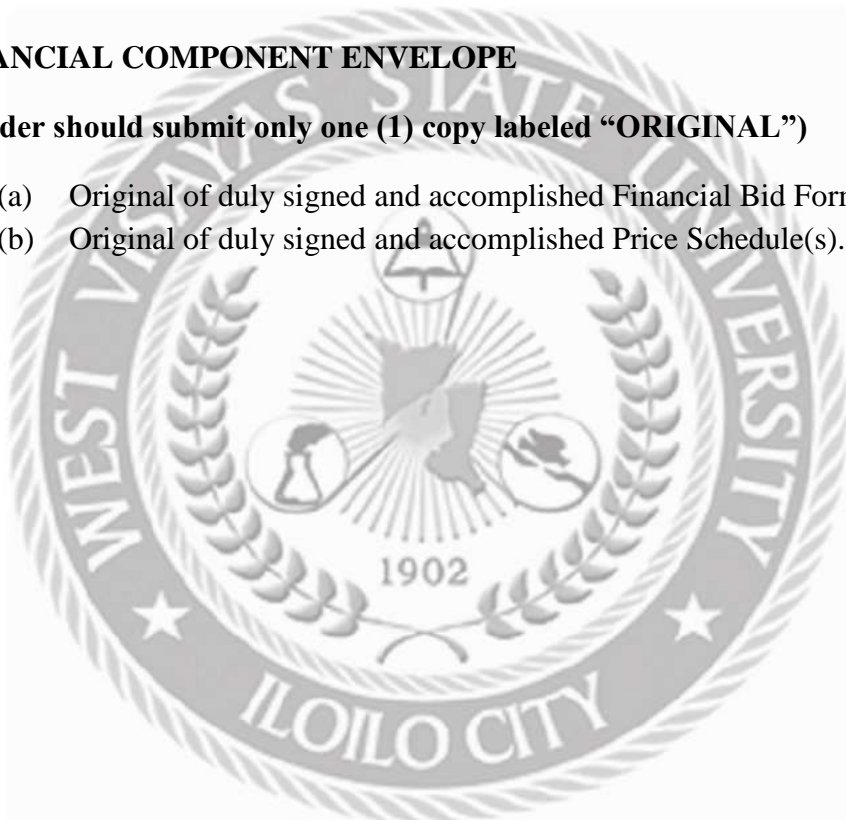 ANCIAL COMPONENT ENVELOPE
der should submit only one (1) copy labeled “ORIGINAL”)
(a) Original of duly signed and accomplished Financial Bid For
(b) Original of duly signed and accomplished Price Schedule(s).
WEST VISAYAS STATE UNIVERSITY
1902
ILOILO CITY